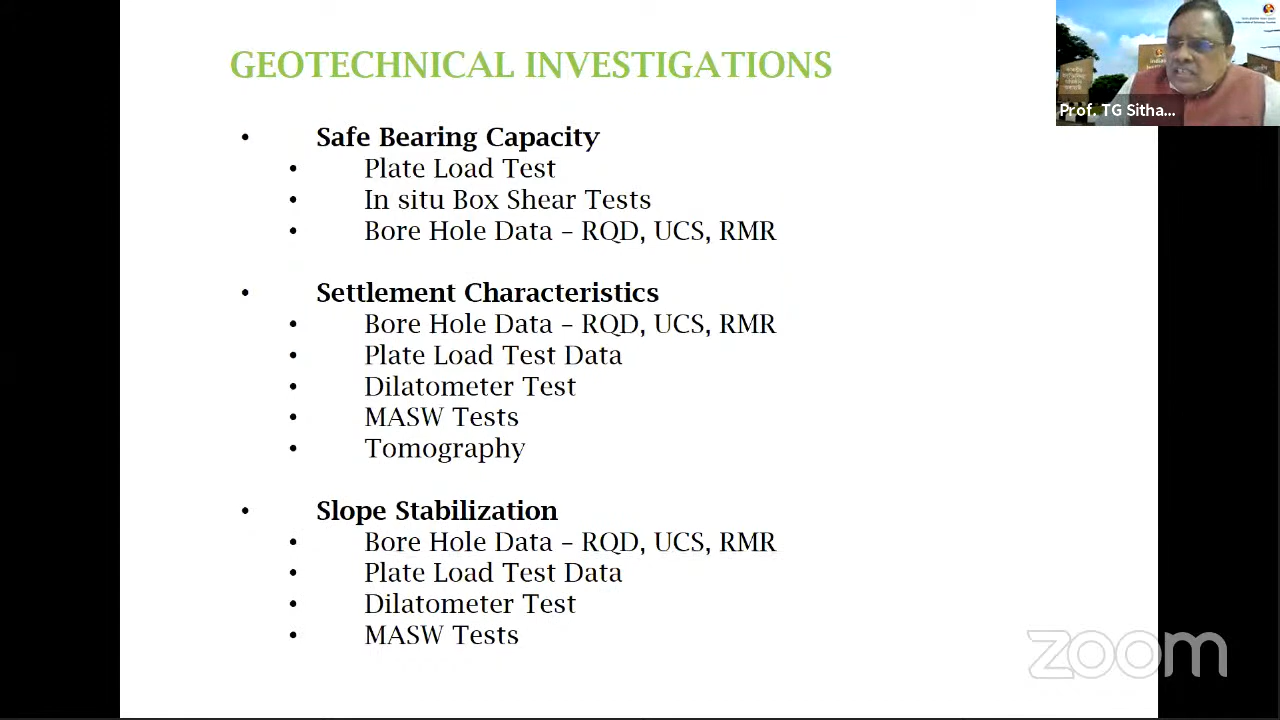 GEOTECHNICAL INVESTIGATIONS
• Safe Bearing Capacity
• Plate Load Test
• In situ Box Shear Tests
• Bore Hole Data – RQD, UCS, RMR
• Settlement Characteristics
• Bore Hole Data – RQD, UCS, RMR
• Plate Load Test Data
• Dilatometer Test
• MASW Tests
• Tomography
• Slope Stabilization
• Bore Hole Data – RQD, UCS, RMR
• Plate Load Test Data
• Dilatometer Test
• MASW Tests
Prof. TG Sitha...
zoom